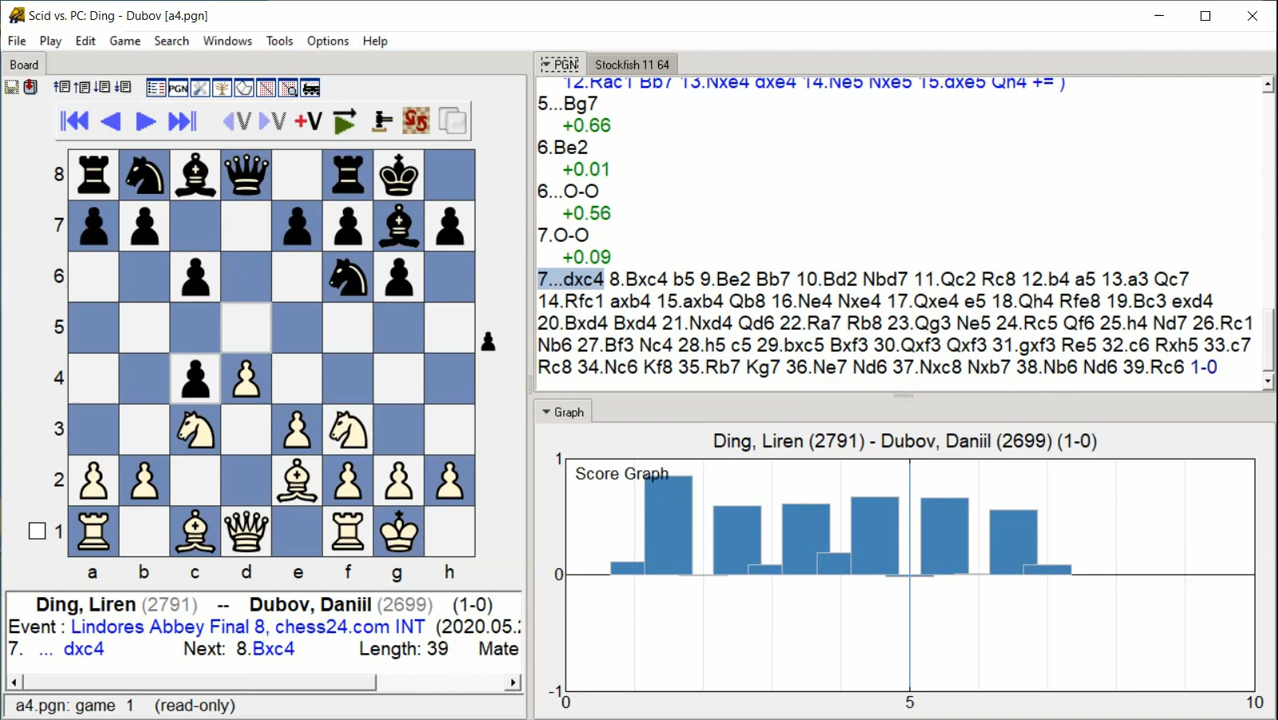 Scid vs. PC: Ding - Dubov [a4.pgn]
File Play Edit Game Search Windows Tools Options Help
Board
PGN
V V +V
8
7
6
5
4
3
2
1
a b c d e f g h
Ding, Liren (2791) -- Dubov, Daniil (2699) (1-0)
Event : Lindores Abbey Final 8, chess24.com INT (2020.05.2
7. ... dxc4 Next: 8.Bxc4 Length: 39 Mate
a4.pgn: game 1 (read-only)
PGN Stockfish 11 64
12.Rac1 Bb7 13.Nxe4 dxe4 14.Ne5 Nxe5 15.dxe5 Qh4 += )
5...Bg7
+0.66
6.Be2
+0.01
6...O-O
+0.56
7.O-O
+0.09
7...dxc4 8.Bxc4 b5 9.Be2 Bb7 10.Bd2 Nbd7 11.Qc2 Rc8 12.b4 a5 13.a3 Qc7
14.Rfc1 axb4 15.axb4 Qb8 16.Ne4 Nxe4 17.Qxe4 e5 18.Qh4 Rfe8 19.Bc3 exd4
20.Bxd4 Bxd4 21.Nxd4 Qd6 22.Ra7 Rb8 23.Qg3 Ne5 24.Rc5 Qf6 25.h4 Nd7 26.Rc1
Nb6 27.Bf3 Nc4 28.h5 c5 29.bxc5 Bxf3 30.Qxf3 Qxf3 31.gxf3 Re5 32.c6 Rxh5 33.c7
Rc8 34.Nc6 Kf8 35.Rb7 Kg7 36.Ne7 Nd6 37.Nxc8 Nxb7 38.Nb6 Nd6 39.Rc6 1-0
Graph
Ding, Liren (2791) - Dubov, Daniil (2699) (1-0)
Score Graph
1
0
-1
0 5 10